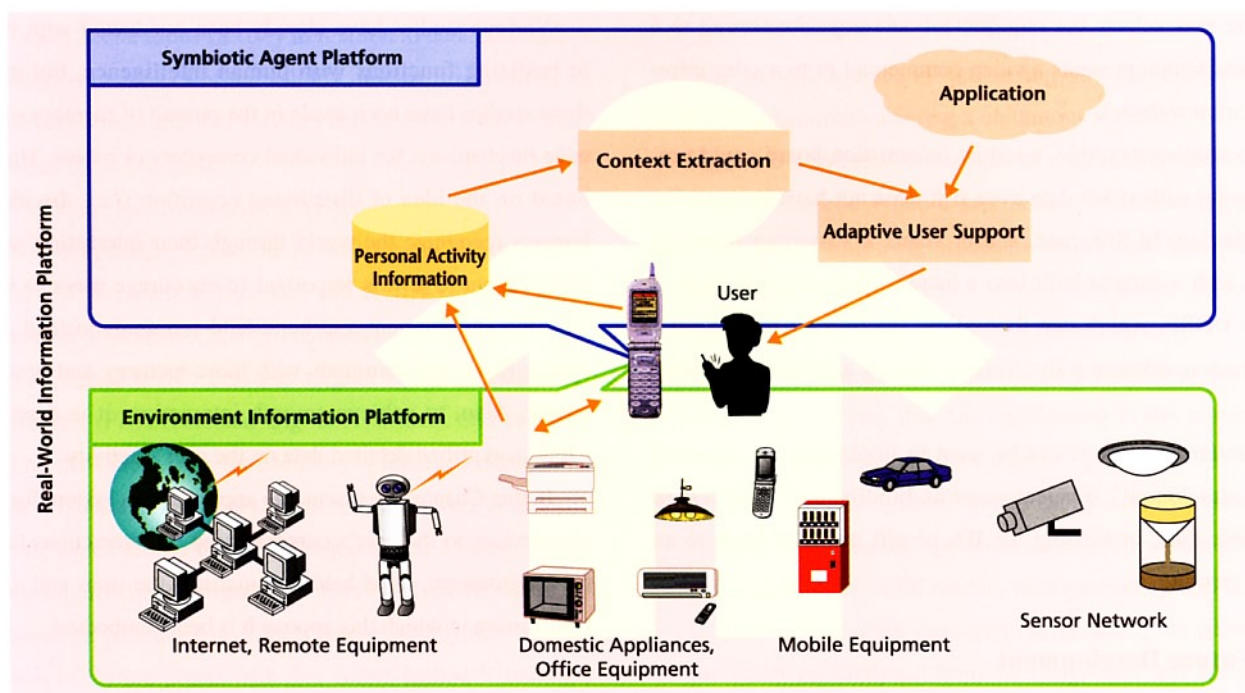 Real-World Information Platform
Symbiotic Agent Platform
Application
Context Extraction
Adaptive User Support
Personal Activity
Information
User
Environment Information Platform
Internet, Remote Equipment
Domestic Appliances,
Office Equipment
Mobile Equipment
Sensor Network